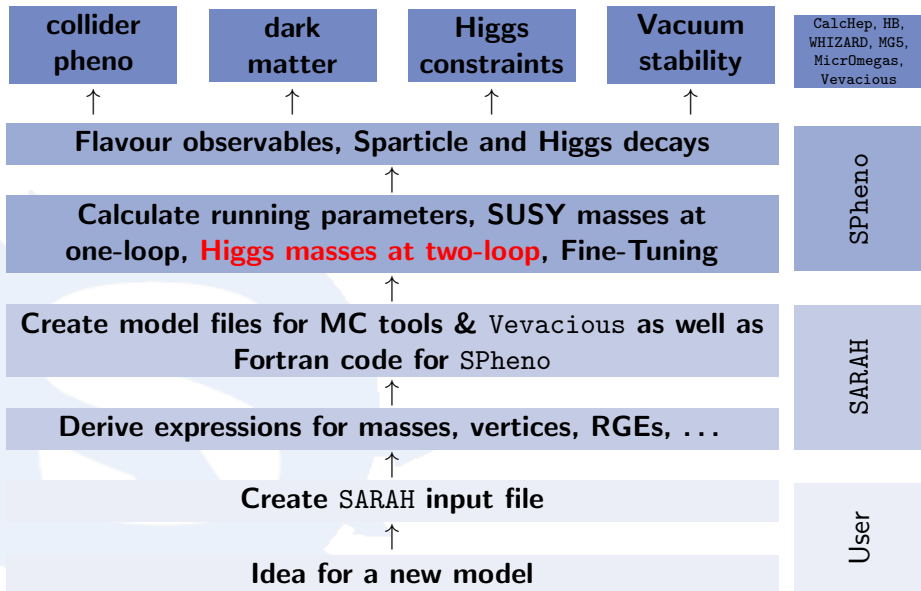 collider
pheno
dark
matter
Higgs
constraints
Vacuum
stability
CalcHep, HB,
WHIZARD, MG5,
MicrOmegas,
Vevacious
Flavour observables, Sparticle and Higgs decays
Calculate running parameters, SUSY masses at
one-loop, Higgs masses at two-loop, Fine-Tuning
SPheno
Create model files for MC tools & Vevacious as well as
Fortran code for SPheno
Derive expressions for masses, vertices, RGEs, ...
SARAH
Create SARAH input file
Idea for a new model
User